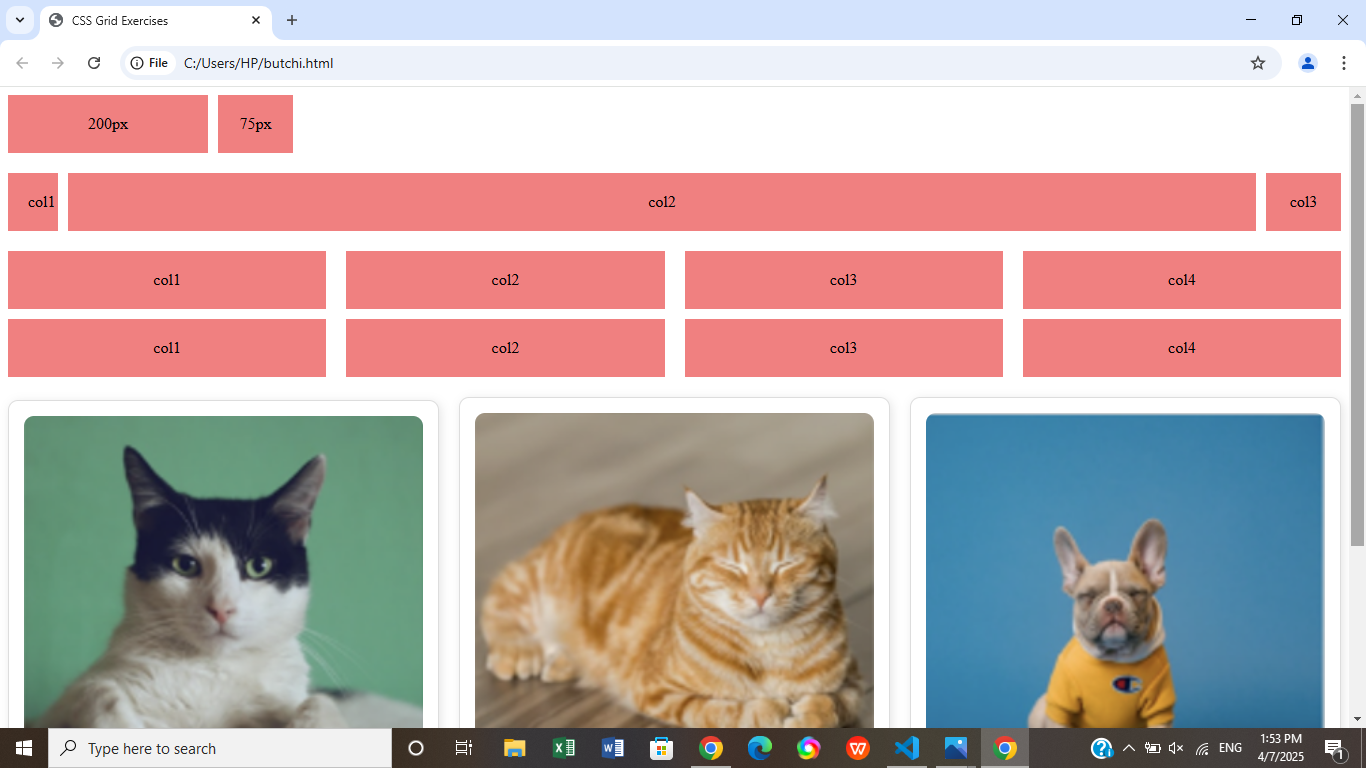 CSS Grid Exercises
File C:/Users/HP/butchi.html
200px 75px
col1 col2 col3
col1 col2 col3 col4
col1 col2 col3 col4
Type here to search
ENG
1:53 PM
4/7/2025
1